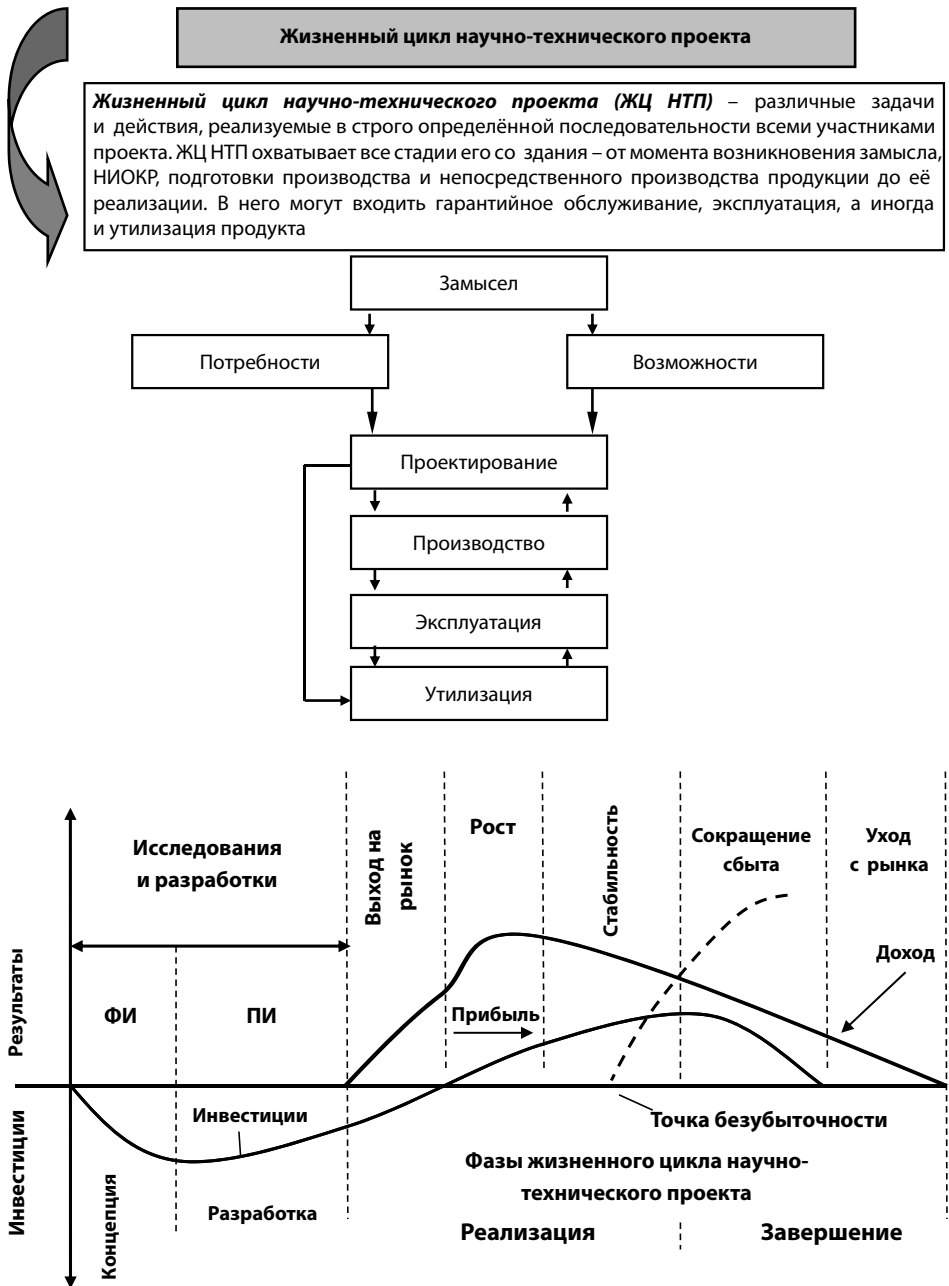 Жизненный цикл научно-технического проекта
Жизненный цикл научно-технического проекта (ЖЦ НТП) – различные задачи
и действия, реализуемые в строго определённой последовательности всеми участниками
проекта. ЖЦ НТП охватывает все стадии его со здания – от момента возникновения замысла,
НИОКР, подготовки производства и непосредственного производства продукции до её
реализации. В него могут входить гарантийное обслуживание, эксплуатация, а иногда
и утилизация продукта
Замысел
Потребности
Возможности
Проектирование
Производство
Эксплуатация
Утилизация
Исследования
и разработки
Выход на
рынок
Рост
Стабильность
Сокращение
сбыта
Уход
с рынка
Результаты
ФИ
ПИ
Прибыль
Доход
Инвестиции
Инвестиции
Точка безубыточности
Концепция
Разработка
Фазы жизненного цикла научно-
технического проекта
Реализация
Завершение